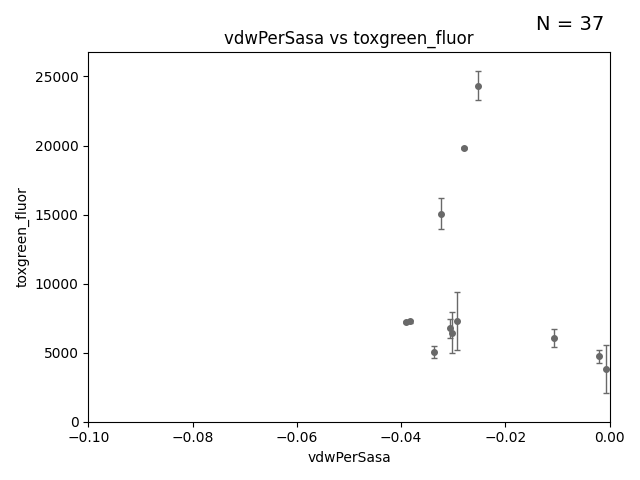 N = 37
vdwPerSasa vs toxgreen_fluor
25000
20000
15000
10000
5000
0
toxgreen_fluor
−0.10 −0.08 −0.06 −0.04 −0.02 0.00
vdwPerSasa